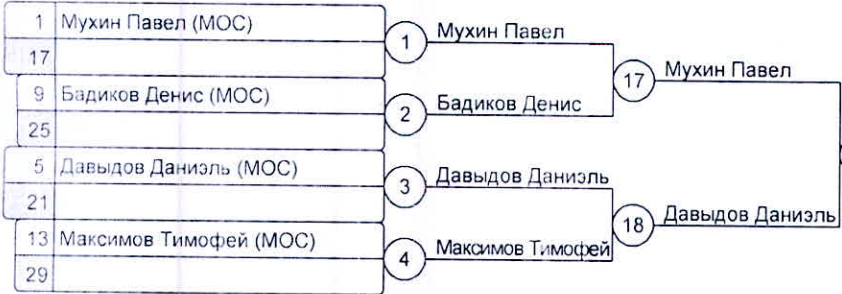 1 Мухин Павел (МОС)
1 Мухин Павел
17
17 Мухин Павел
9 Бадиков Денис (МОС)
2 Бадиков Денис
25
5 Давыдов Даниэль (МОС)
3 Давыдов Даниэль
21
18 Давыдов Даниэль
13 Максимов Тимофей (МОС)
4 Максимов Тимофей
29